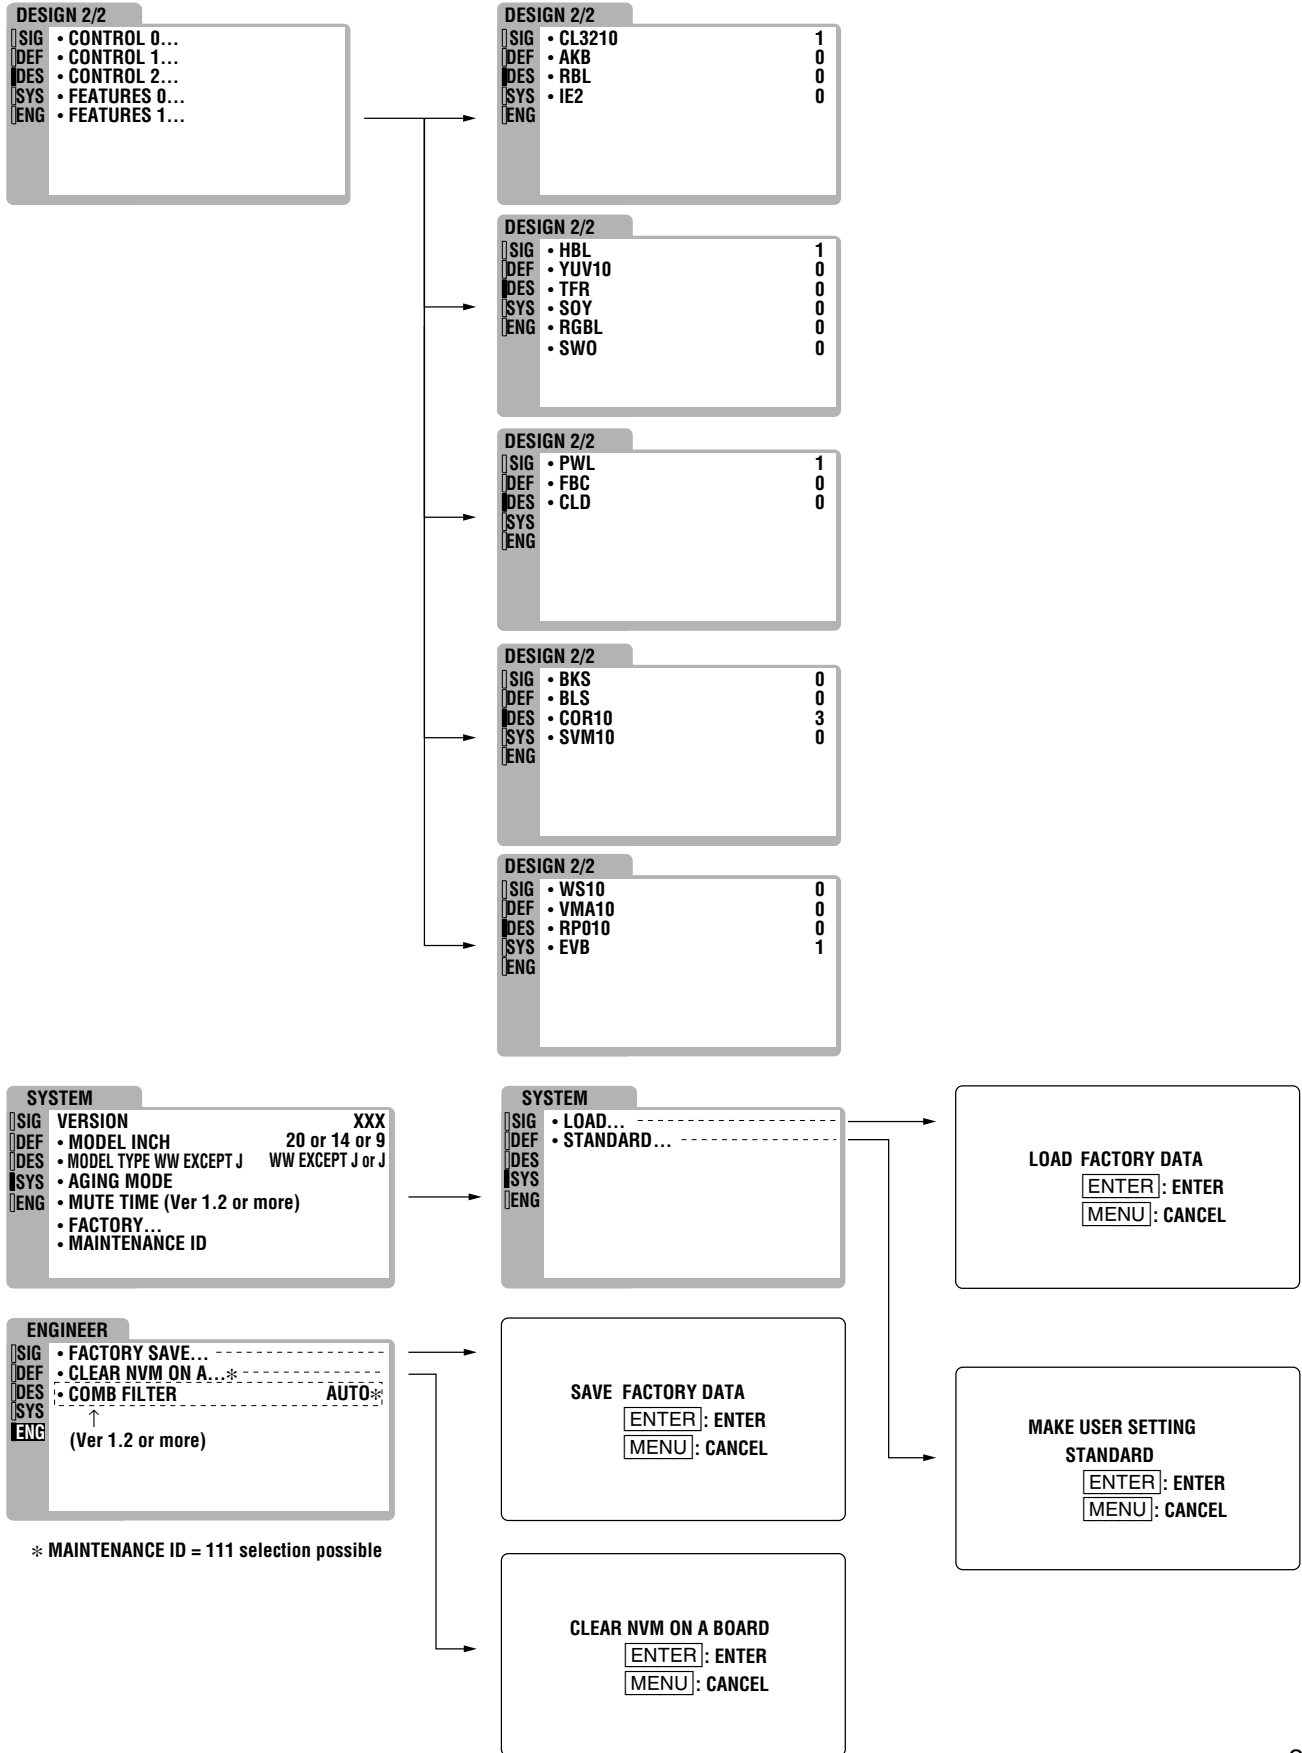 DESIGN 2/2
SIG • CONTROL 0...
DEF • CONTROL 1...
DES • CONTROL 2...
SYS • FEATURES 0...
ENG • FEATURES 1...
DESIGN 2/2
SIG • CL3210 1
DEF • AKB 0
DES • RBL 0
SYS • IE2 0
ENG
DESIGN 2/2
SIG • HBL 1
DEF • YUV10 0
DES • TFR 0
SYS • SOY 0
ENG • RGBL 0
• SWO 0
DESIGN 2/2
SIG • PWL 1
DEF • FBC 0
DES • CLD 0
SYS
ENG
DESIGN 2/2
SIG • BKS 0
DEF • BLS 0
DES • COR10 3
SYS • SVM10 0
ENG
DESIGN 2/2
SIG • WS10 0
DEF • VMA10 0
DES • RP010 0
SYS • EVB 1
ENG
SYSTEM
SIG VERSION XXX
DEF • MODEL INCH 20 or 14 or 9
DES • MODEL TYPE WW EXCEPT J WW EXCEPT J or J
SYS • AGING MODE
ENG • MUTE TIME (Ver 1.2 or more)
• FACTORY...
• MAINTENANCE ID
SYSTEM
SIG • LOAD...
DEF • STANDARD...
DES
SYS
ENG
LOAD FACTORY DATA
ENTER : ENTER
MENU : CANCEL
ENGINEER
SIG • FACTORY SAVE...
DEF • CLEAR NVM ON A...*
DES • COMB FILTER AUTO*
SYS ↑
ENG (Ver 1.2 or more)
* MAINTENANCE ID = 111 selection possible
SAVE FACTORY DATA
ENTER : ENTER
MENU : CANCEL
MAKE USER SETTING
STANDARD
ENTER : ENTER
MENU : CANCEL
CLEAR NVM ON A BOARD
ENTER : ENTER
MENU : CANCEL